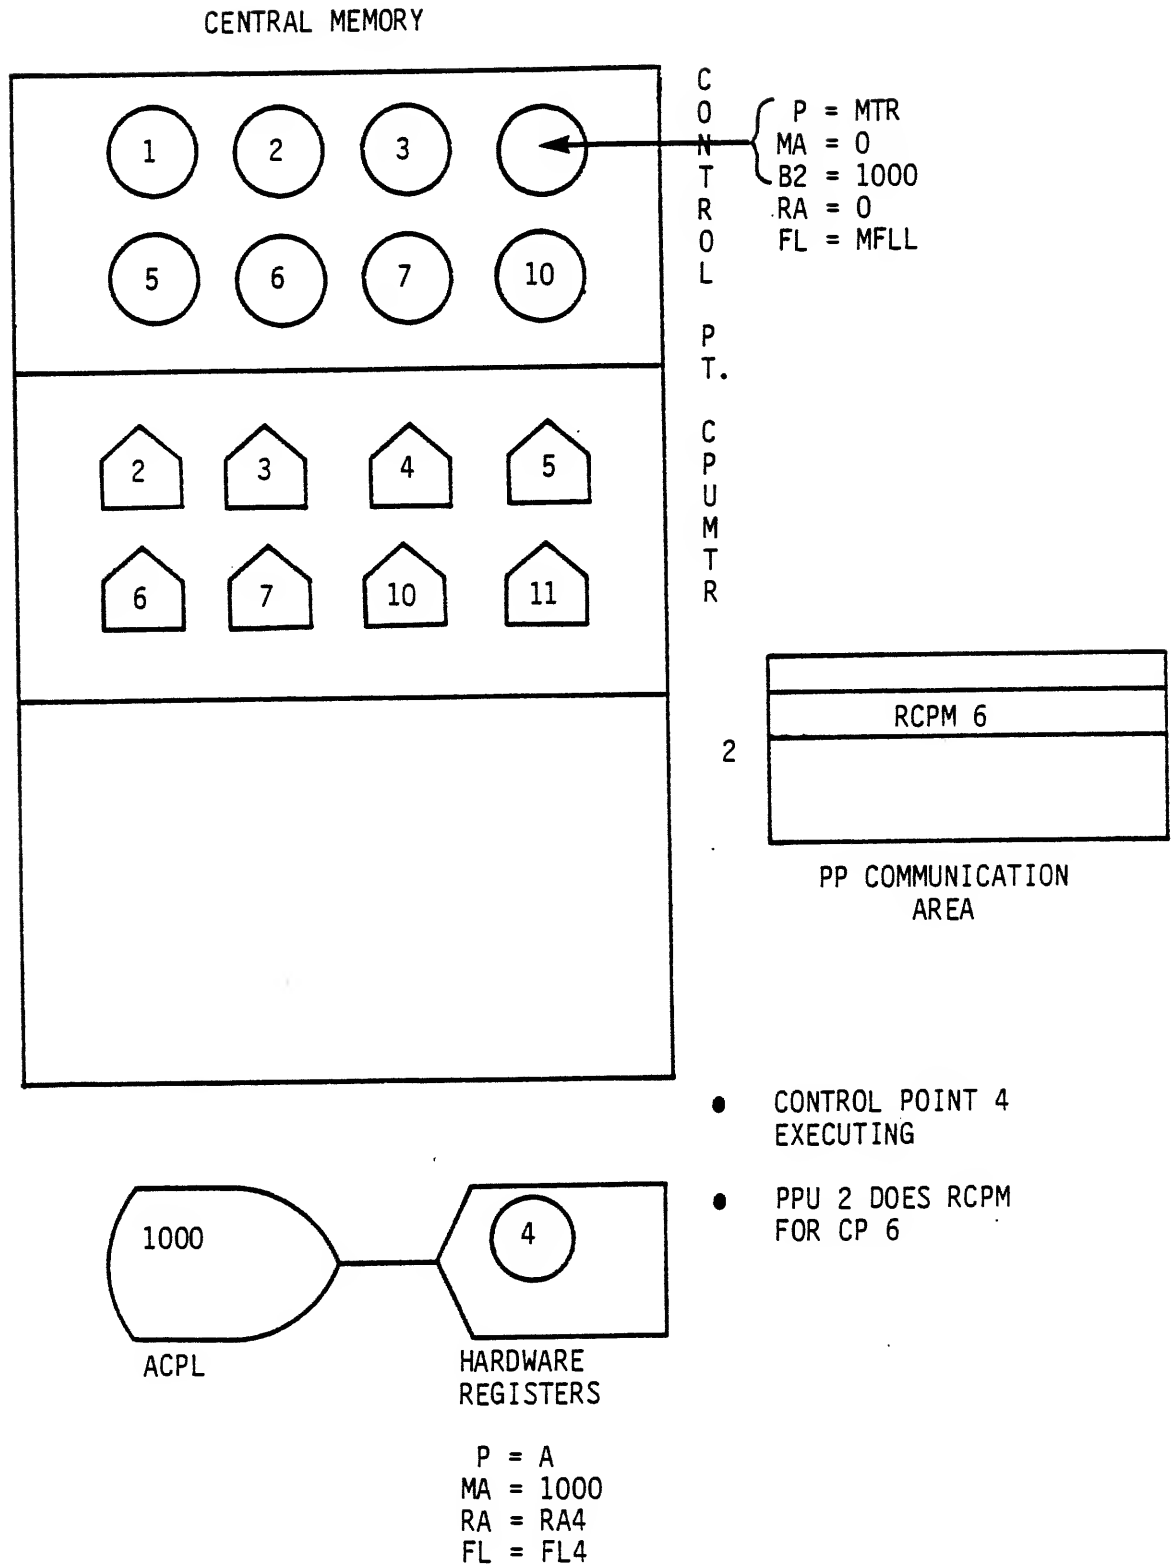 CENTRAL MEMORY
1 2 3
5 6 7 10
CONTROL PT. CPUMTR
P = MTR
MA = 0
B2 = 1000
RA = 0
FL = MFLL
2 3 4 5
6 7 10 11
RCPM 6
2
PP COMMUNICATION
AREA
● CONTROL POINT 4
EXECUTING
● PPU 2 DOES RCPM
FOR CP 6
1000
4
ACPL
HARDWARE
REGISTERS
P = A
MA = 1000
RA = RA4
FL = FL4